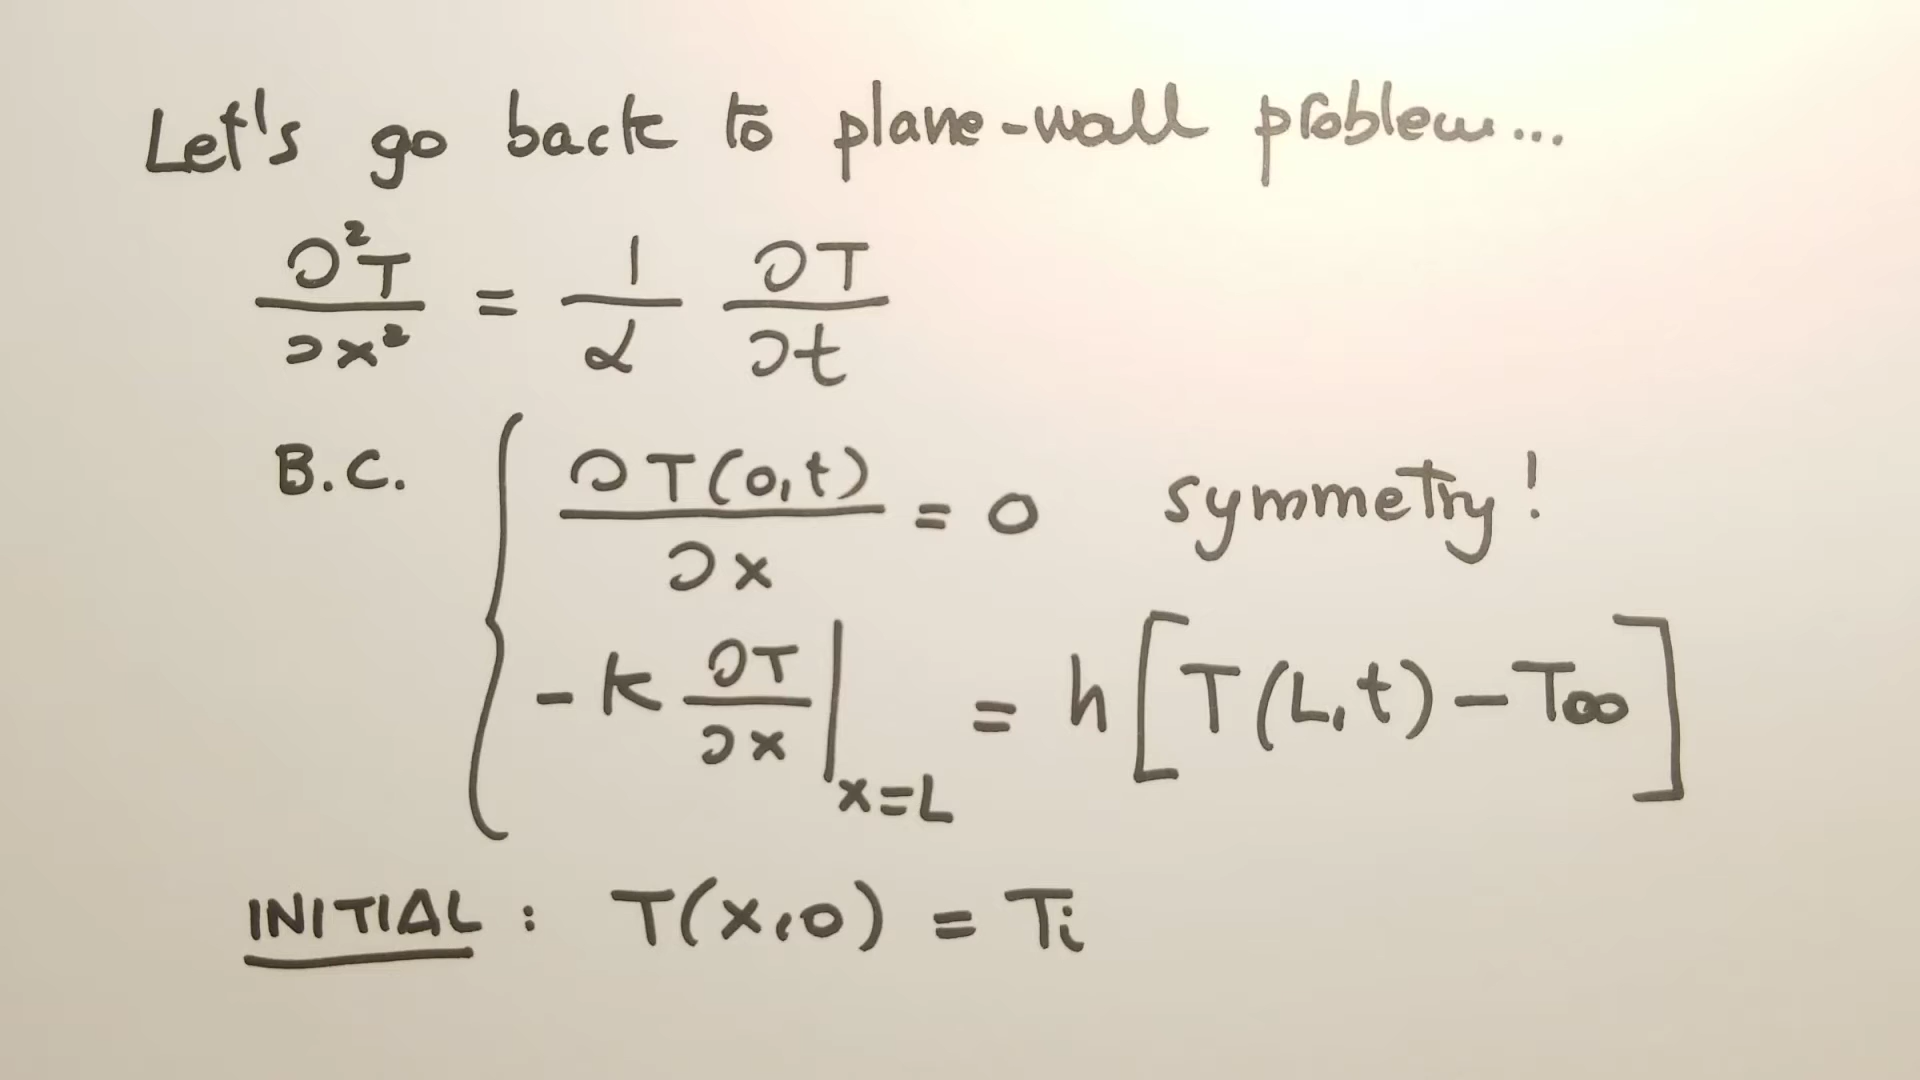 Let's go back to plane-wall problem...
∂²T/∂x² = 1/α ∂T/∂t
B.C. { ∂T(0,t)/∂x = 0 symmetry!
-k ∂T/∂x |x=L = h[T(L,t) - T∞]
INITIAL : T(x,0) = Ti